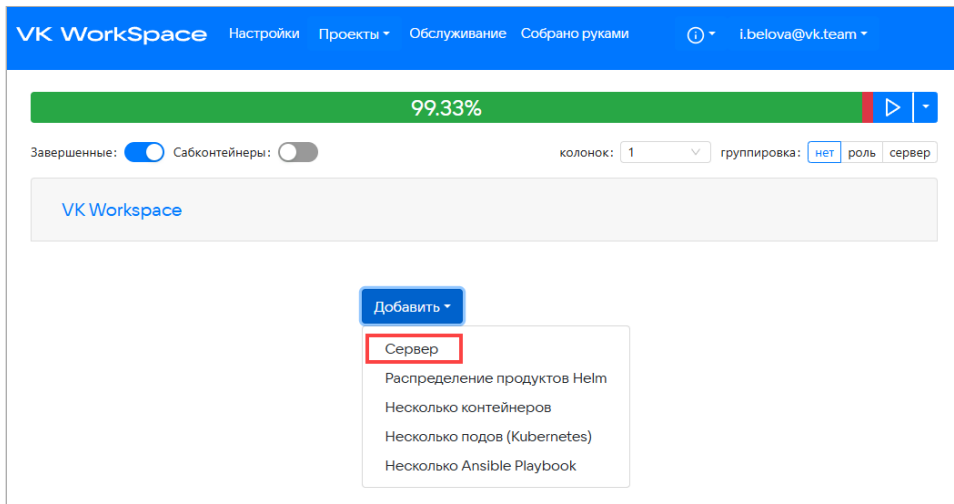 VK WorkSpace Настройки Проекты Обслуживание Собрано руками i.belova@vk.team
99.33%
Завершенные: Сабконтейнеры: колонок: 1 группировка: нет роль сервер
VK Workspace
Добавить
Сервер
Распределение продуктов Helm
Несколько контейнеров
Несколько подов (Kubernetes)
Несколько Ansible Playbook